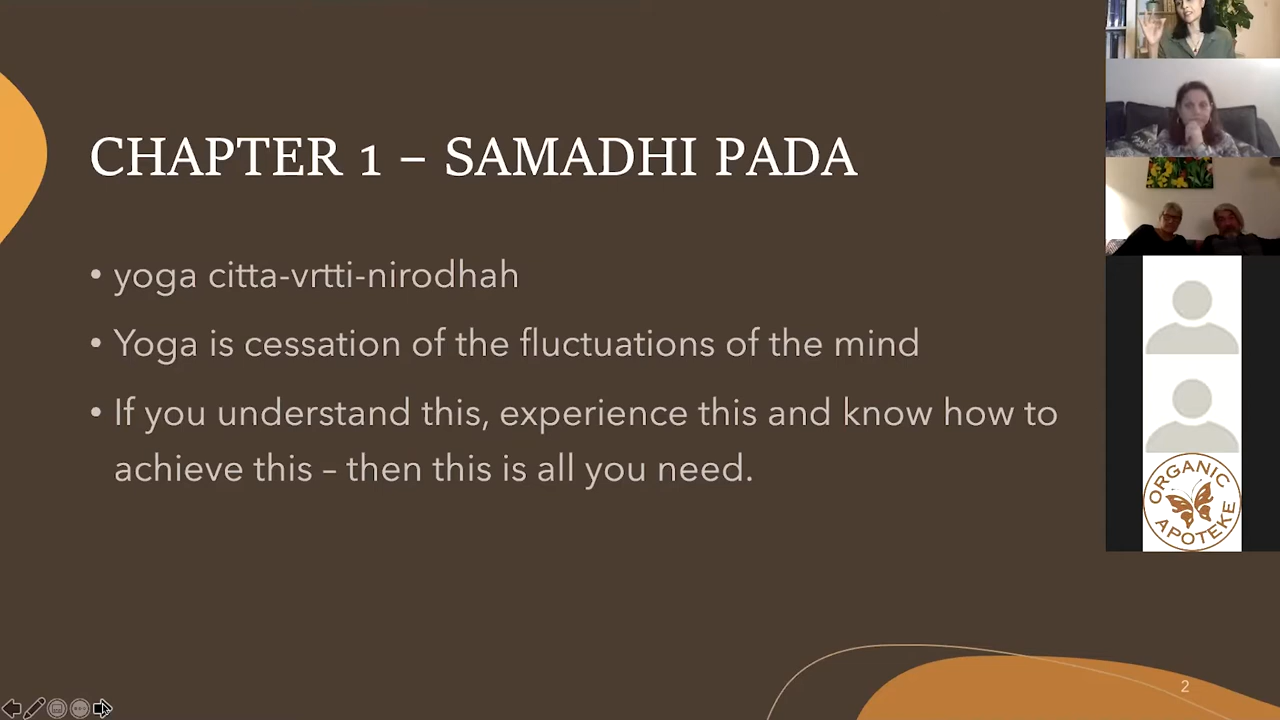 CHAPTER 1 – SAMADHI PADA
• yoga citta-vrtti-nirodhah
• Yoga is cessation of the fluctuations of the mind
• If you understand this, experience this and know how to
achieve this – then this is all you need.
ORGANIC
APOTEKE
2